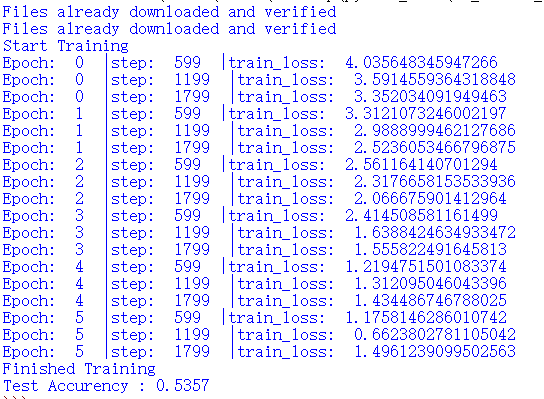 Files already downloaded and verified
Files already downloaded and verified
Start Training
Epoch: 0 |step: 599 |train_loss: 4.035648345947266
Epoch: 0 |step: 1199 |train_loss: 3.5914559364318848
Epoch: 0 |step: 1799 |train_loss: 3.352034091949463
Epoch: 1 |step: 599 |train_loss: 3.3121073246002197
Epoch: 1 |step: 1199 |train_loss: 2.9888999462127686
Epoch: 1 |step: 1799 |train_loss: 2.5236053466796875
Epoch: 2 |step: 599 |train_loss: 2.561164140701294
Epoch: 2 |step: 1199 |train_loss: 2.3176658153533936
Epoch: 2 |step: 1799 |train_loss: 2.066675901412964
Epoch: 3 |step: 599 |train_loss: 2.414508581161499
Epoch: 3 |step: 1199 |train_loss: 1.6388424634933472
Epoch: 3 |step: 1799 |train_loss: 1.555822491645813
Epoch: 4 |step: 599 |train_loss: 1.2194751501083374
Epoch: 4 |step: 1199 |train_loss: 1.312095046043396
Epoch: 4 |step: 1799 |train_loss: 1.434486746788025
Epoch: 5 |step: 599 |train_loss: 1.1758146286010742
Epoch: 5 |step: 1199 |train_loss: 0.6623802781105042
Epoch: 5 |step: 1799 |train_loss: 1.4961239099502563
Finished Training
Test Accurency : 0.5357